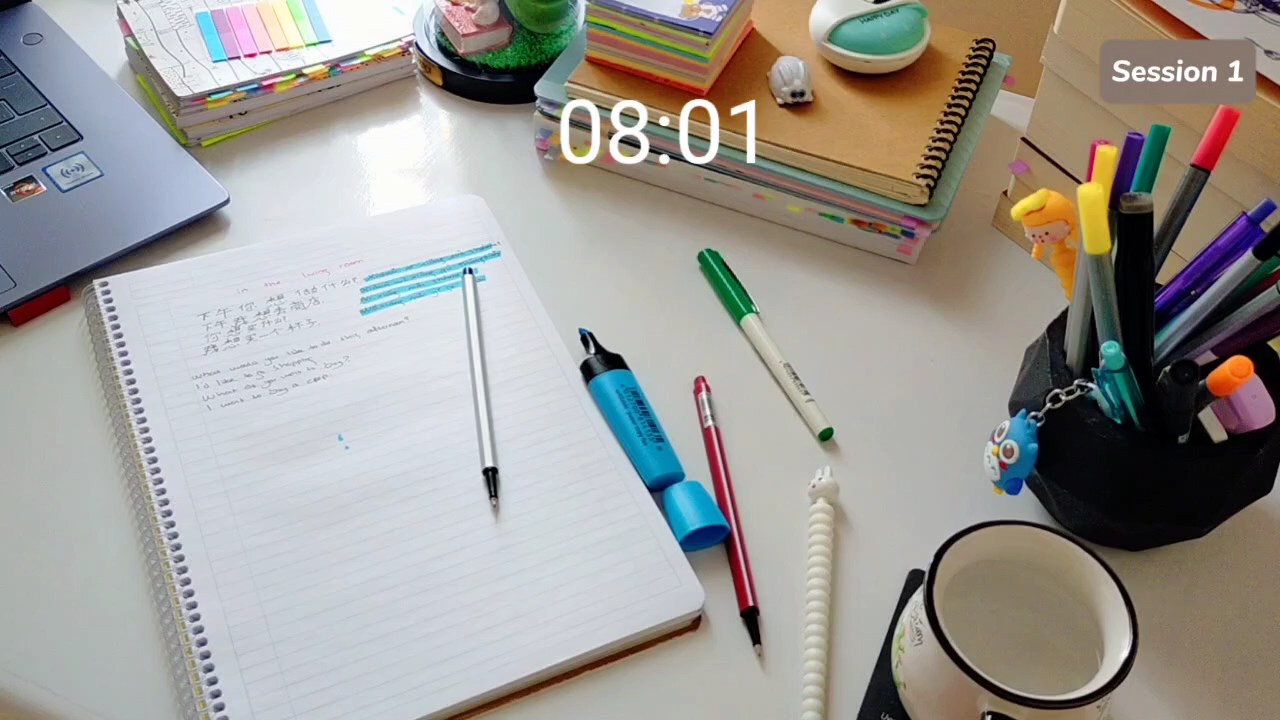 Session 1
08:01
HAPPY DAY
in the living room
下午你想做什么?
下午我想去商店.
你想买什么?
我想买一个杯子
What would you like to do this afternoon?
I'd like to go shopping
What do you want to buy?
I want to buy a cup.